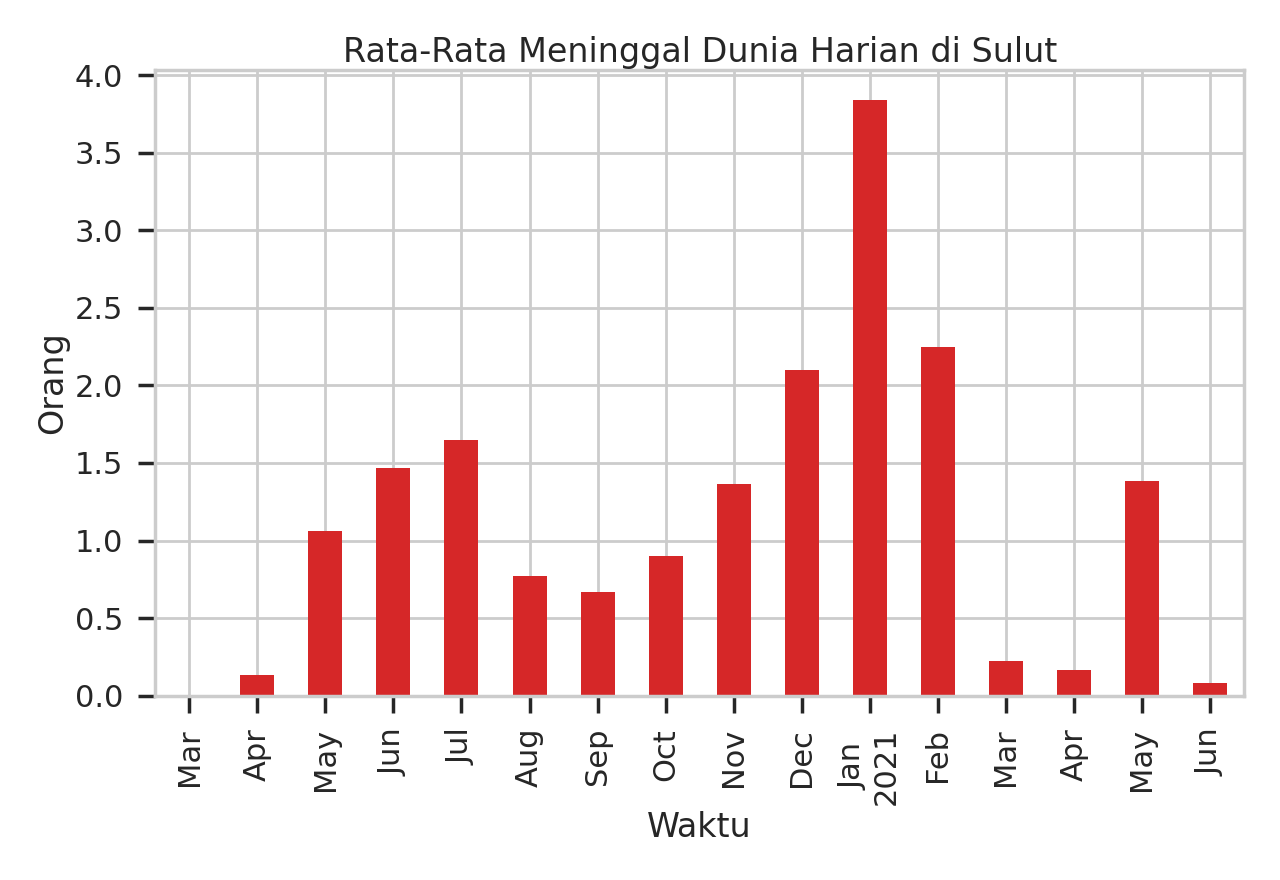 Rata-Rata Meninggal Dunia Harian di Sulut
4.0
3.5
3.0
2.5
2.0
1.5
1.0
0.5
0.0
Orang
Mar
Apr
May
Jun
Jul
Aug
Sep
Oct
Nov
Dec
Jan
2021
Feb
Mar
Apr
May
Jun
Waktu